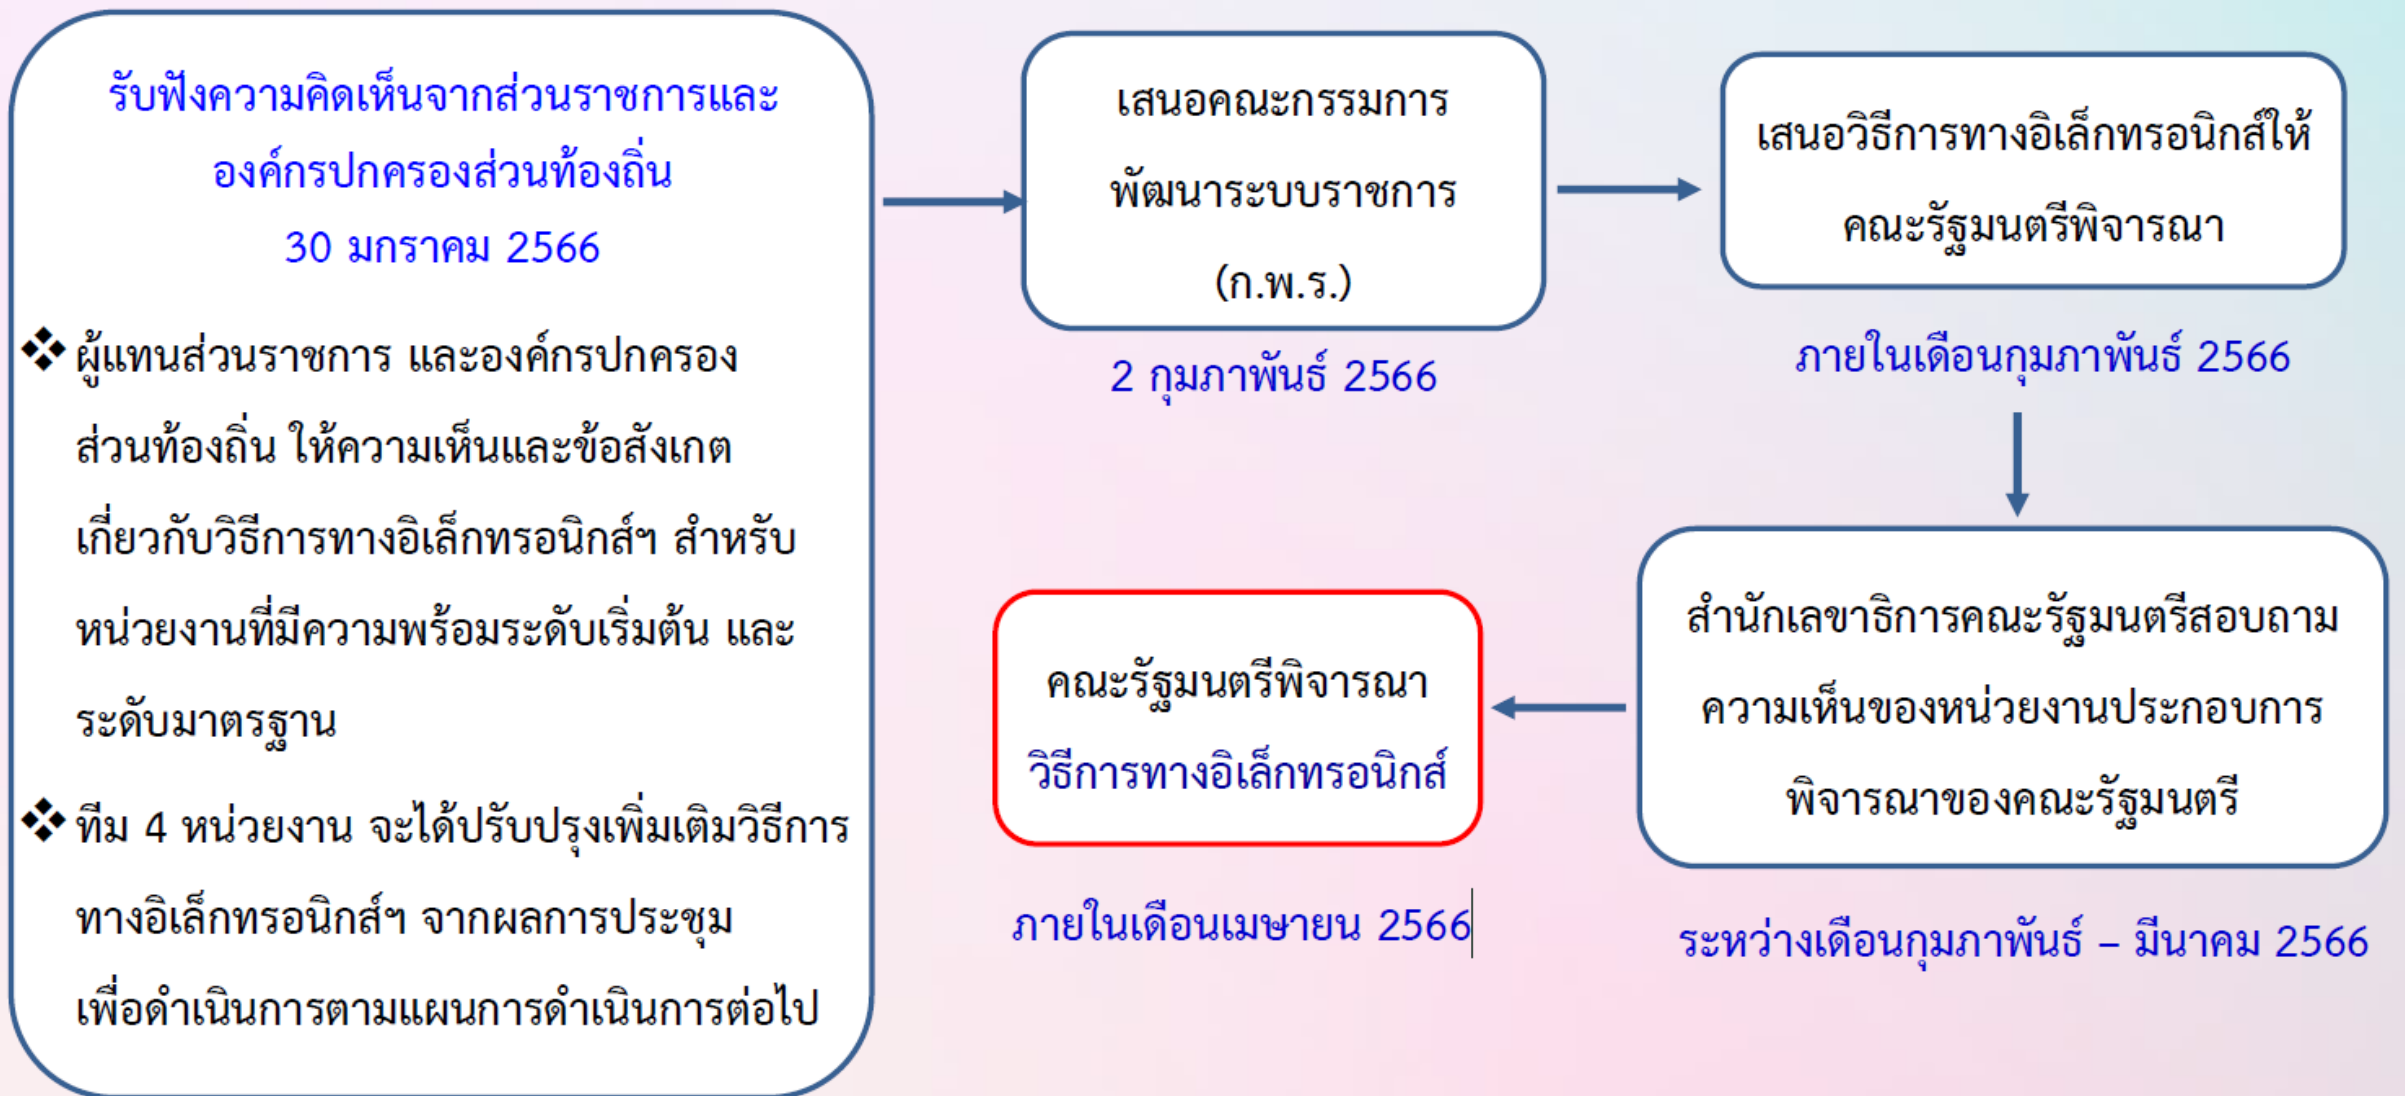 รับฟังความคิดเห็นจากส่วนราชการและ
องค์กรปกครองส่วนท้องถิ่น
30 มกราคม 2566
❖ ผู้แทนส่วนราชการ และองค์กรปกครอง
ส่วนท้องถิ่น ให้ความเห็นและข้อสังเกต
เกี่ยวกับวิธีการทางอิเล็กทรอนิกส์ฯ สำหรับ
หน่วยงานที่มีความพร้อมระดับเริ่มต้น และ
ระดับมาตรฐาน
❖ ทีม 4 หน่วยงาน จะได้ปรับปรุงเพิ่มเติมวิธีการ
ทางอิเล็กทรอนิกส์ฯ จากผลการประชุม
เพื่อดำเนินการตามแผนการดำเนินการต่อไป
เสนอคณะกรรมการ
พัฒนาระบบราชการ
(ก.พ.ร.)
2 กุมภาพันธ์ 2566
เสนอวิธีการทางอิเล็กทรอนิกส์ให้
คณะรัฐมนตรีพิจารณา
ภายในเดือนกุมภาพันธ์ 2566
สำนักเลขาธิการคณะรัฐมนตรีสอบถาม
ความเห็นของหน่วยงานประกอบการ
พิจารณาของคณะรัฐมนตรี
ระหว่างเดือนกุมภาพันธ์ – มีนาคม 2566
คณะรัฐมนตรีพิจารณา
วิธีการทางอิเล็กทรอนิกส์
ภายในเดือนเมษายน 2566